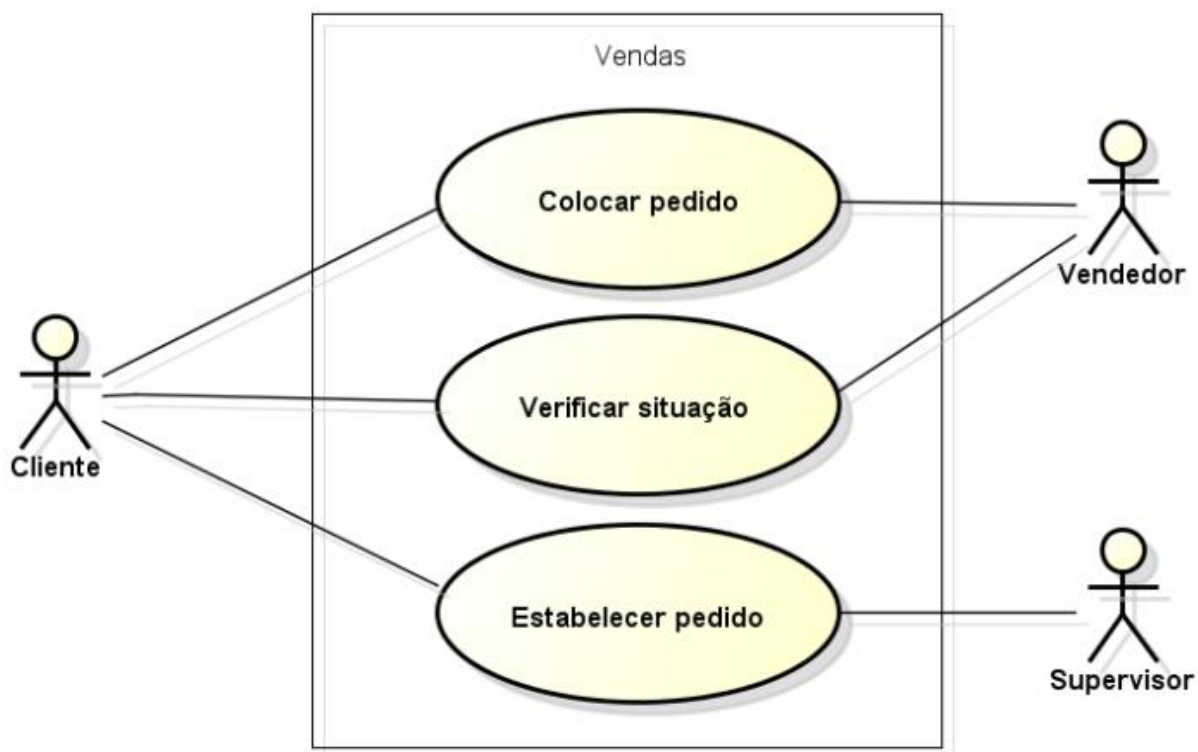 Vendas
Colocar pedido
Vendedor
Verificar situação
Cliente
Estabelecer pedido
Supervisor